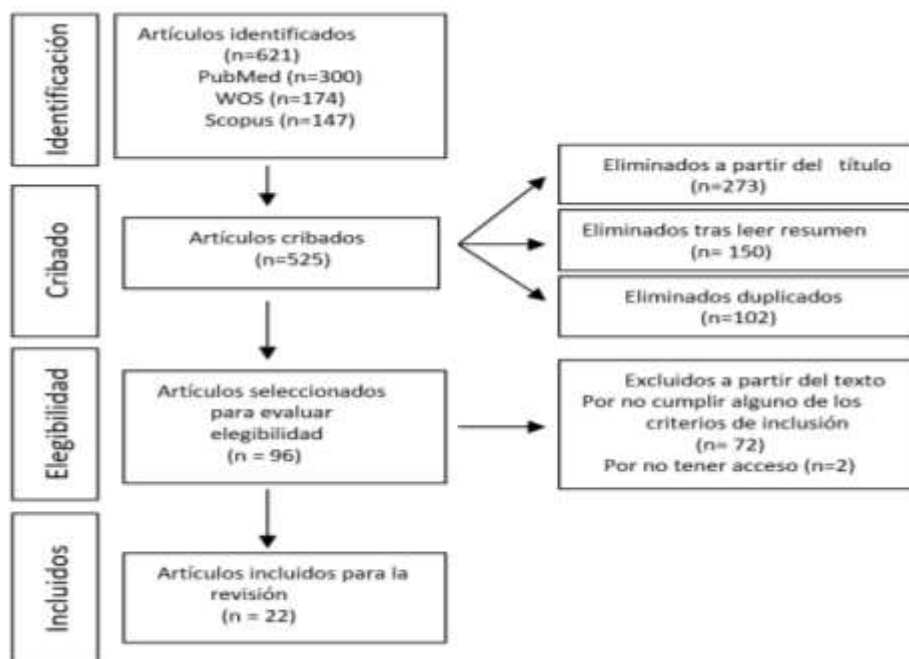 Identificación
Artículos identificados
(n=621)
PubMed (n=300)
WOS (n=174)
Scopus (n=147)
Cribado
Artículos cribados
(n=525)
Eliminados a partir del título
(n=273)
Eliminados tras leer resumen
(n= 150)
Eliminados duplicados
(n=102)
Elegibilidad
Artículos seleccionados
para evaluar
elegibilidad
(n = 96)
Excluidos a partir del texto
Por no cumplir alguno de los
criterios de inclusión
(n= 72)
Por no tener acceso (n=2)
Incluidos
Artículos incluidos para la
revisión
(n = 22)